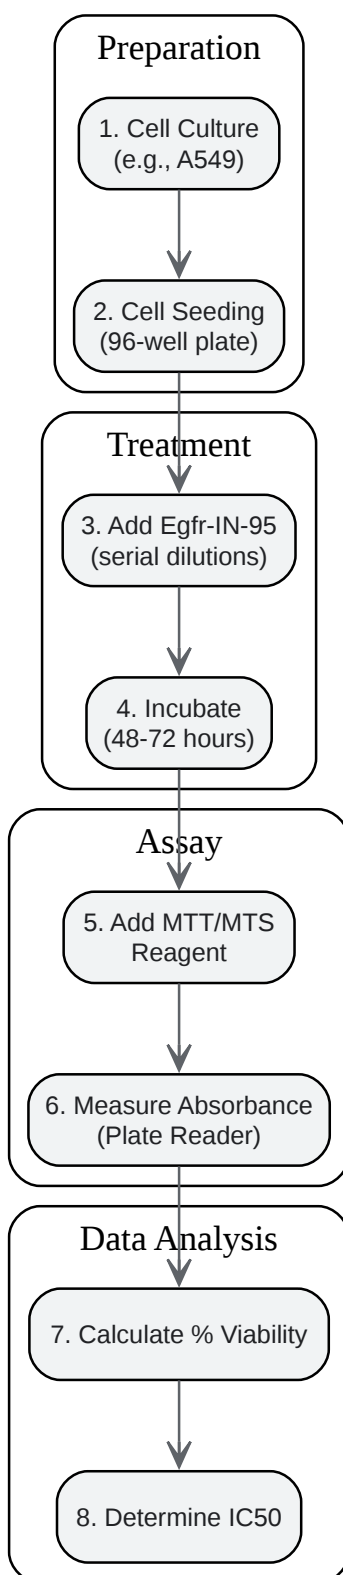 Preparation
1. Cell Culture
(e.g., A549)
2. Cell Seeding
(96-well plate)
Treatment
3. Add Egfr-IN-95
(serial dilutions)
4. Incubate
(48-72 hours)
Assay
5. Add MTT/MTS
Reagent
6. Measure Absorbance
(Plate Reader)
Data Analysis
7. Calculate % Viability
8. Determine IC50